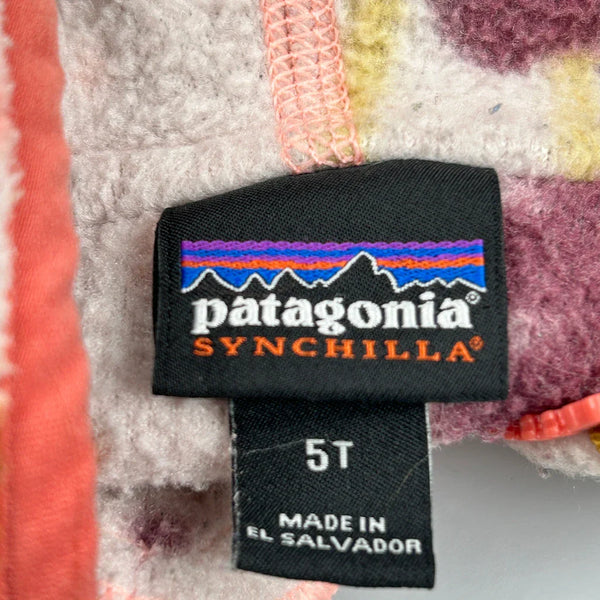 patagonia®
SYNCHILLA®
5T
MADE IN
EL SALVADOR